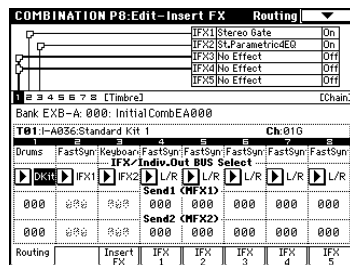 COMBINATION P8:Edit-Insert FX Routing
IFX1 Stereo Gate On
IFX2 St.Parametric4EQ On
IFX3 No Effect Off
IFX4 No Effect Off
IFX5 No Effect Off
1 2 3 4 5 6 7 8 [Timbre] [Chain]
Bank EXB-A: 000: InitialCombEA000
T01:I-A036:Standard Kit 1 Ch:01G
1 2 3 4 5 6 7 8
Drums FastSyn Keyboar FastSyn FastSyn FastSyn FastSyn FastSyn
IFX/Indiv.Out BUS Select
DKit IFX1 IFX2 L/R L/R L/R L/R L/R
Send1 (MFX1)
000 000 000 000 000 000
Send2 (MFX2)
000 000 000 000 000 000
Routing Insert FX IFX 1 IFX 2 IFX 3 IFX 4 IFX 5